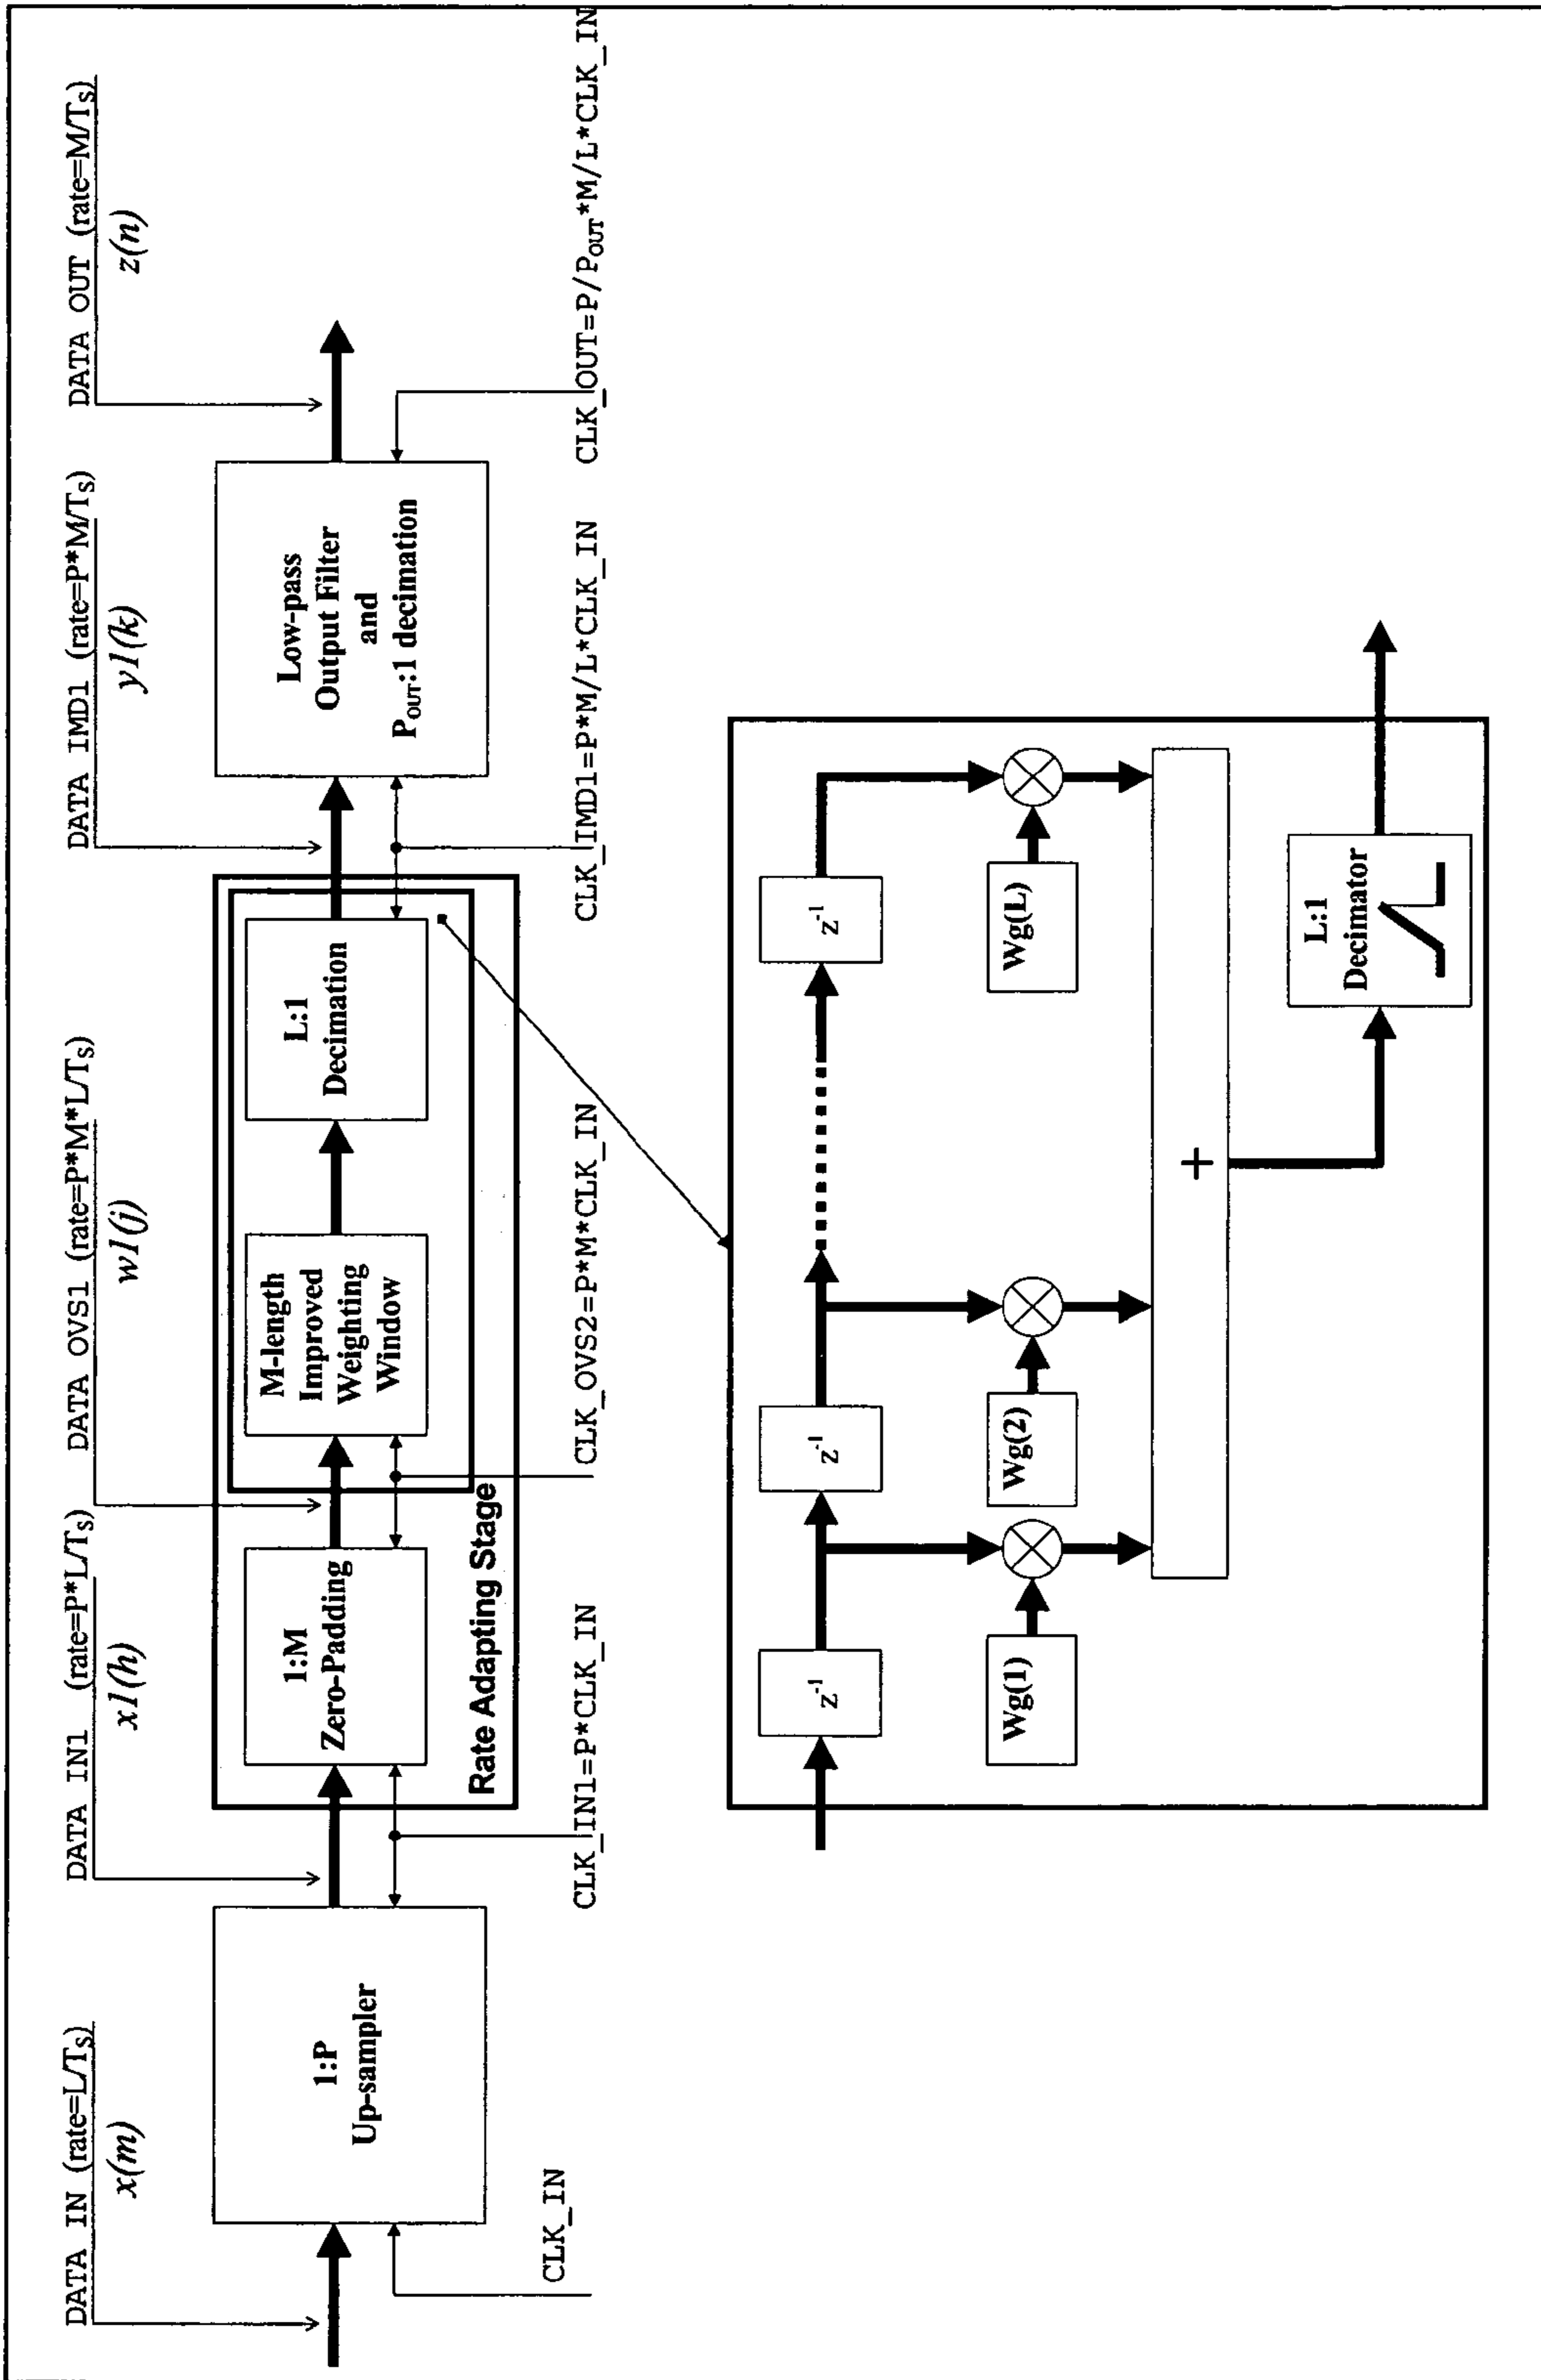 DATA IN (rate=L/TS)
x(m)
DATA IN1 (rate=P*L/TS)
x1(h)
DATA OVS1 (rate=P*M*L/TS)
w1(j)
DATA IMD1 (rate=P*M/TS)
y1(k)
DATA OUT (rate=M/TS)
z(n)
1:P
Up-sampler
1:M
Zero-Padding
M-length
Improved
Weighting
Window
L:1
Decimation
Rate Adapting Stage
Low-pass
Output Filter
and
POUT:1 decimation
CLK_IN
CLK_IN1=P*CLK_IN
CLK_OVS2=P*M*CLK_IN
CLK_IMD1=P*M/L*CLK_IN
CLK_OUT=P/POUT*M/L*CLK_IN
z-1
z-1
z-1
Wg(1)
Wg(2)
Wg(L)
+
L:1
Decimator